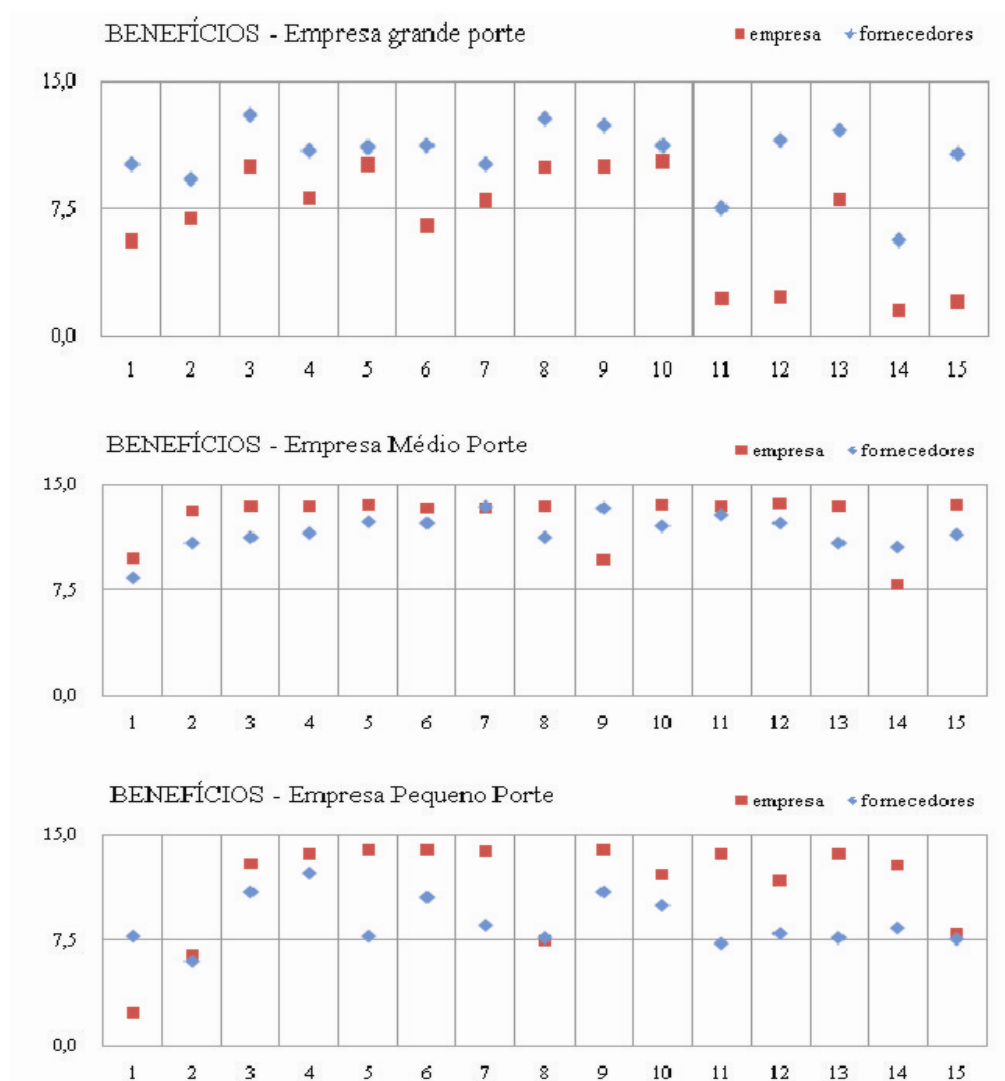 BENEFÍCIOS - Empresa grande porte
empresa fornecedores
15,0
7,5
0,0
1 2 3 4 5 6 7 8 9 10 11 12 13 14 15
BENEFÍCIOS - Empresa Médio Porte
empresa fornecedores
15,0
7,5
0,0
1 2 3 4 5 6 7 8 9 10 11 12 13 14 15
BENEFÍCIOS - Empresa Pequeno Porte
empresa fornecedores
15,0
7,5
0,0
1 2 3 4 5 6 7 8 9 10 11 12 13 14 15